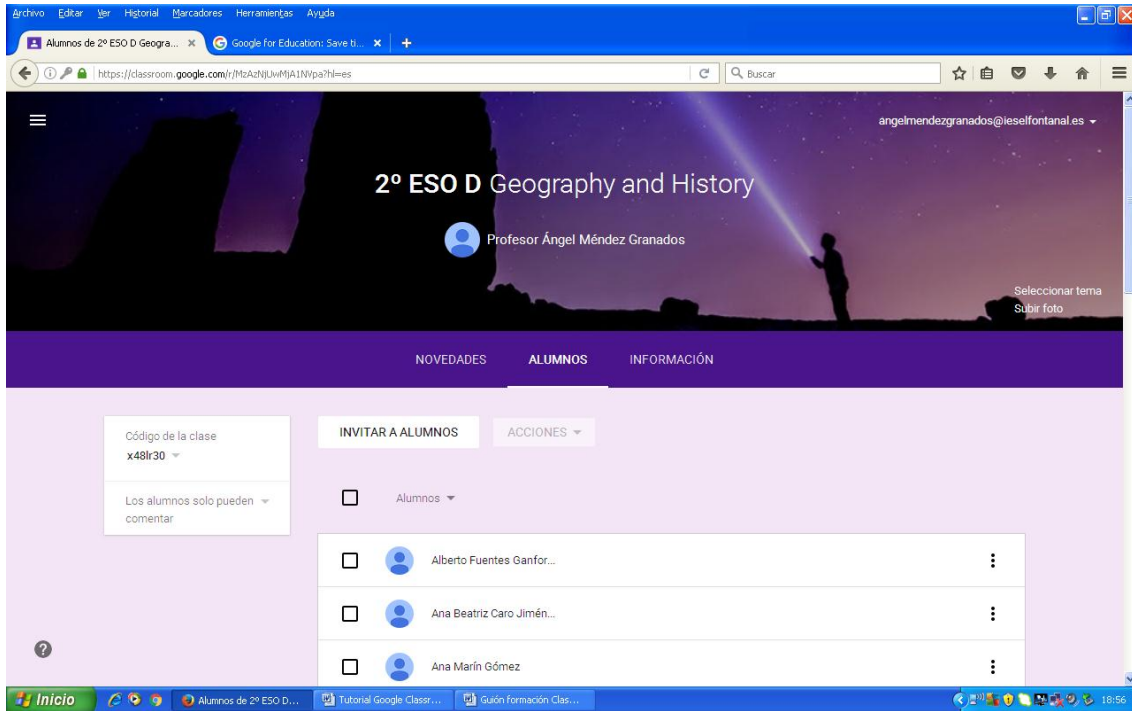 Archivo Editar Ver Historial Marcadores Herramientas Ayuda
Alumnos de 2º ESO D Geogra... Google for Education: Save ti...
https://classroom.google.com/r/MzAzNjUwMjA1NVpa?hl=es Buscar
angelmendezgranados@ieselfontanal.es
2º ESO D Geography and History
Profesor Ángel Méndez Granados
Seleccionar tema
Subir foto
NOVEDADES ALUMNOS INFORMACIÓN
Código de la clase
x48lr30
Los alumnos solo pueden
comentar
INVITAR A ALUMNOS ACCIONES
Alumnos
Alberto Fuentes Ganfor...
Ana Beatriz Caro Jimén...
Ana Marín Gómez
Inicio Alumnos de 2º ESO D... Tutorial Google Classr... Guión formación Clas... 18:56